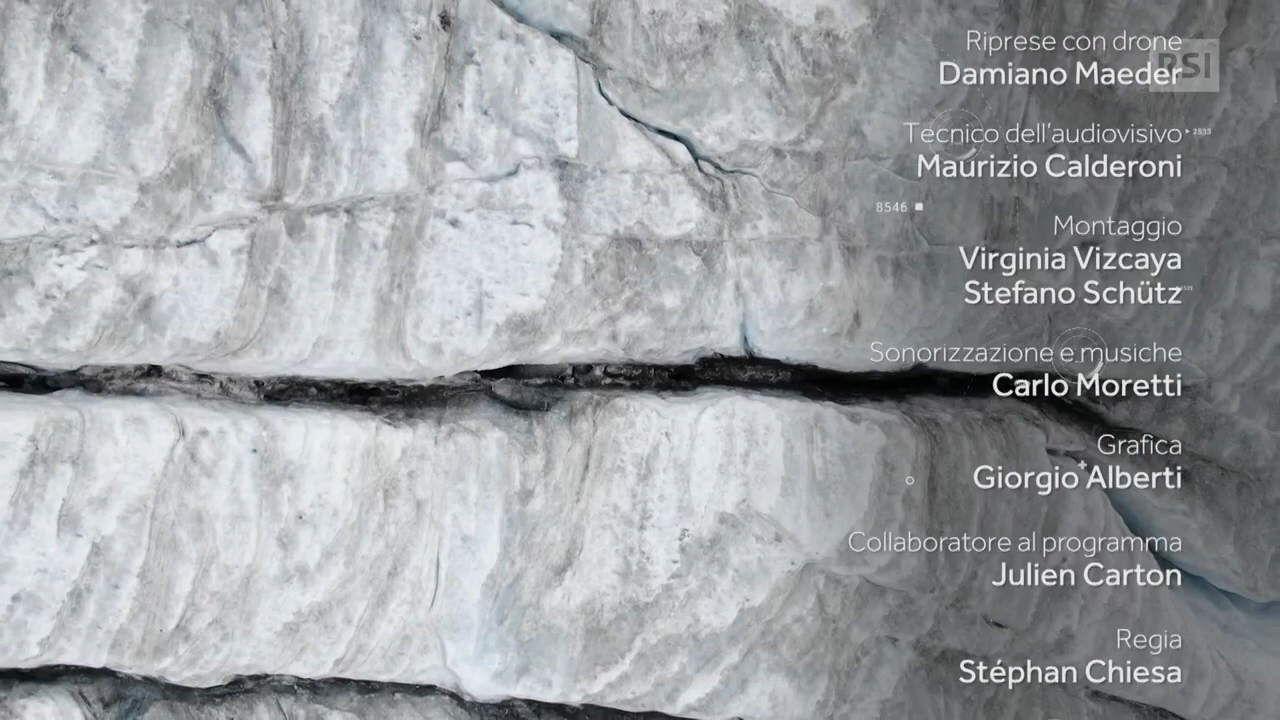 Riprese con drone
RSI
Damiano Maeder
Tecnico dell'audiovisivo
2533
Maurizio Calderoni
8546
Montaggio
Virginia Vizcaya
Stefano Schütz
Sonorizzazione e musiche
Carlo Moretti
Grafica
Giorgio Alberti
Collaboratore al programma
Julien Carton
Regia
Stéphan Chiesa